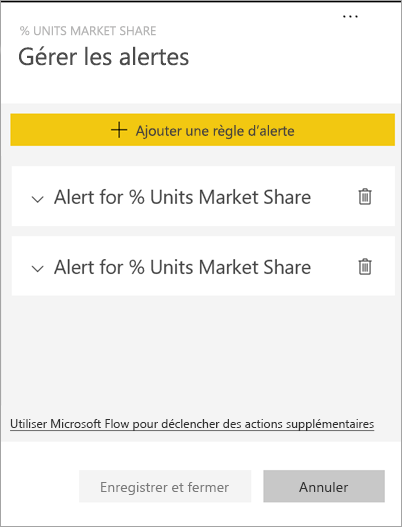 % UNITS MARKET SHARE
Gérer les alertes
Ajouter une règle d'alerte
Alert for % Units Market Share
Alert for % Units Market Share
Utiliser Microsoft Flow pour déclencher des actions supplémentaires
Enregistrer et fermer
Annuler